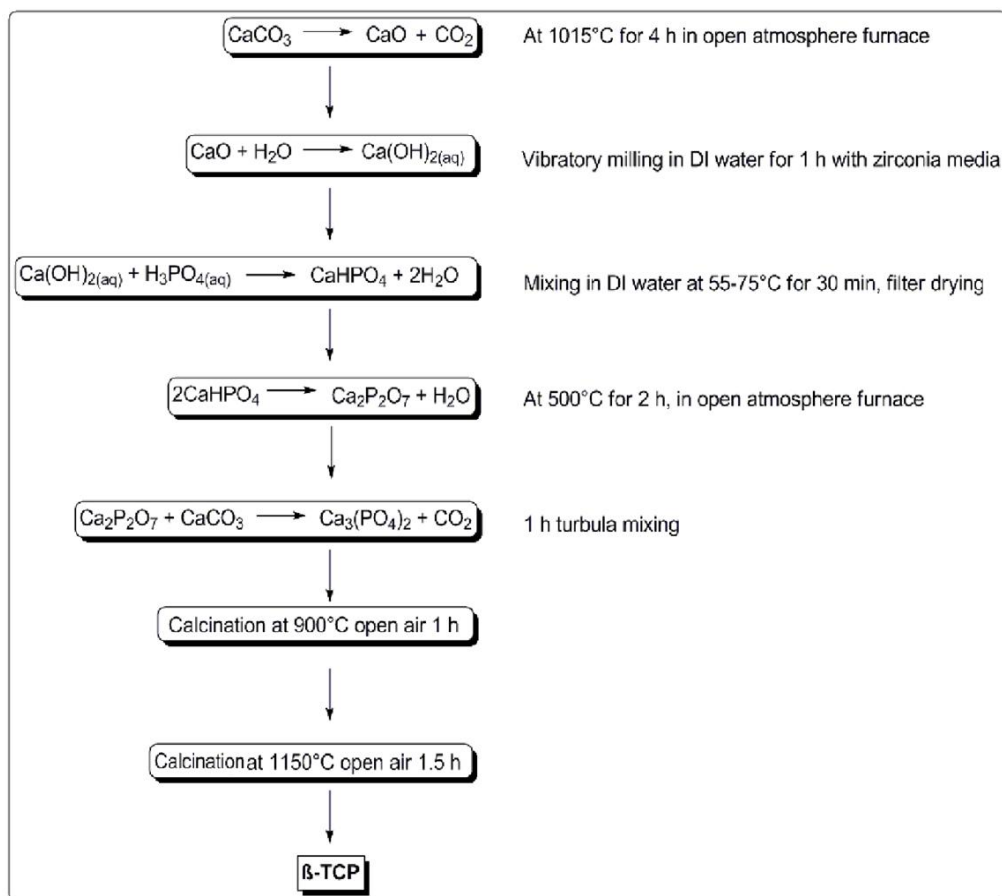 CaCO₃ ⟶ CaO + CO₂ At 1015°C for 4 h in open atmosphere furnace
CaO + H₂O ⟶ Ca(OH)₂(aq) Vibratory milling in DI water for 1 h with zirconia media
Ca(OH)₂(aq) + H₃PO₄(aq) ⟶ CaHPO₄ + 2H₂O Mixing in DI water at 55-75°C for 30 min, filter drying
2CaHPO₄ ⟶ Ca₂P₂O₇ + H₂O At 500°C for 2 h, in open atmosphere furnace
Ca₂P₂O₇ + CaCO₃ ⟶ Ca₃(PO₄)₂ + CO₂ 1 h turbula mixing
Calcination at 900°C open air 1 h
Calcination at 1150°C open air 1.5 h
ß-TCP